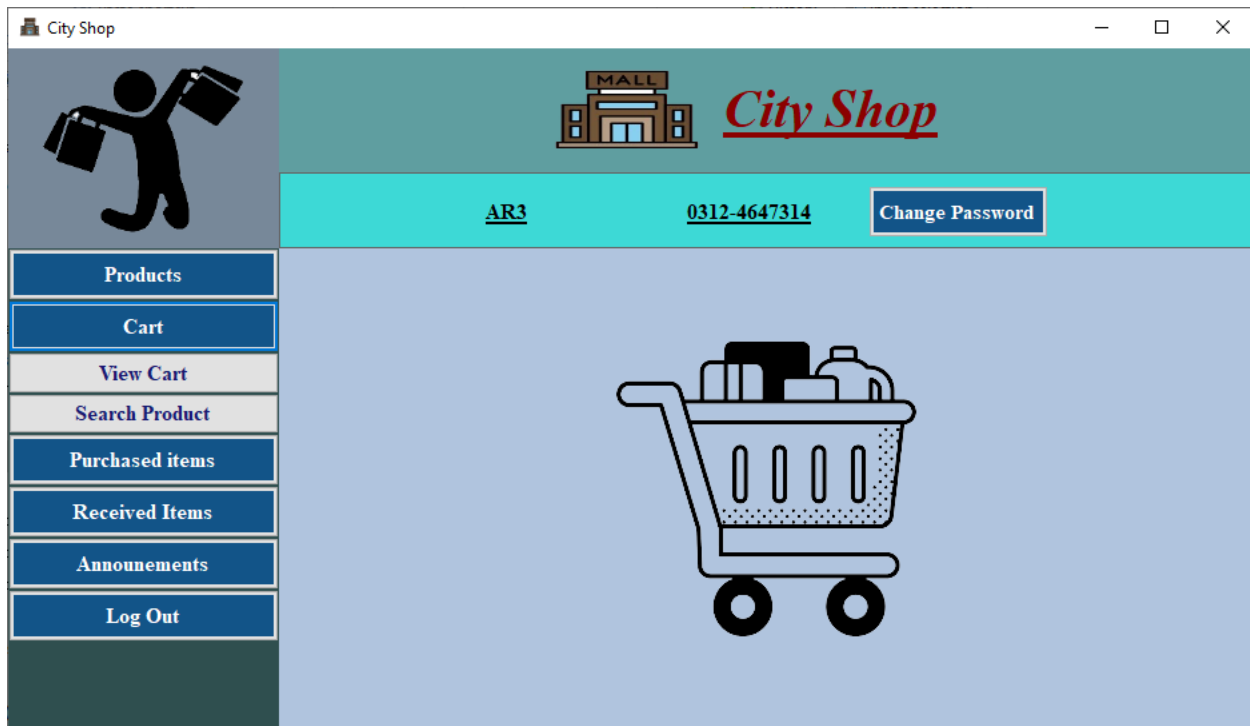 City Shop
MALL
City Shop
AR3
0312-4647314
Change Password
Products
Cart
View Cart
Search Product
Purchased items
Received Items
Announements
Log Out